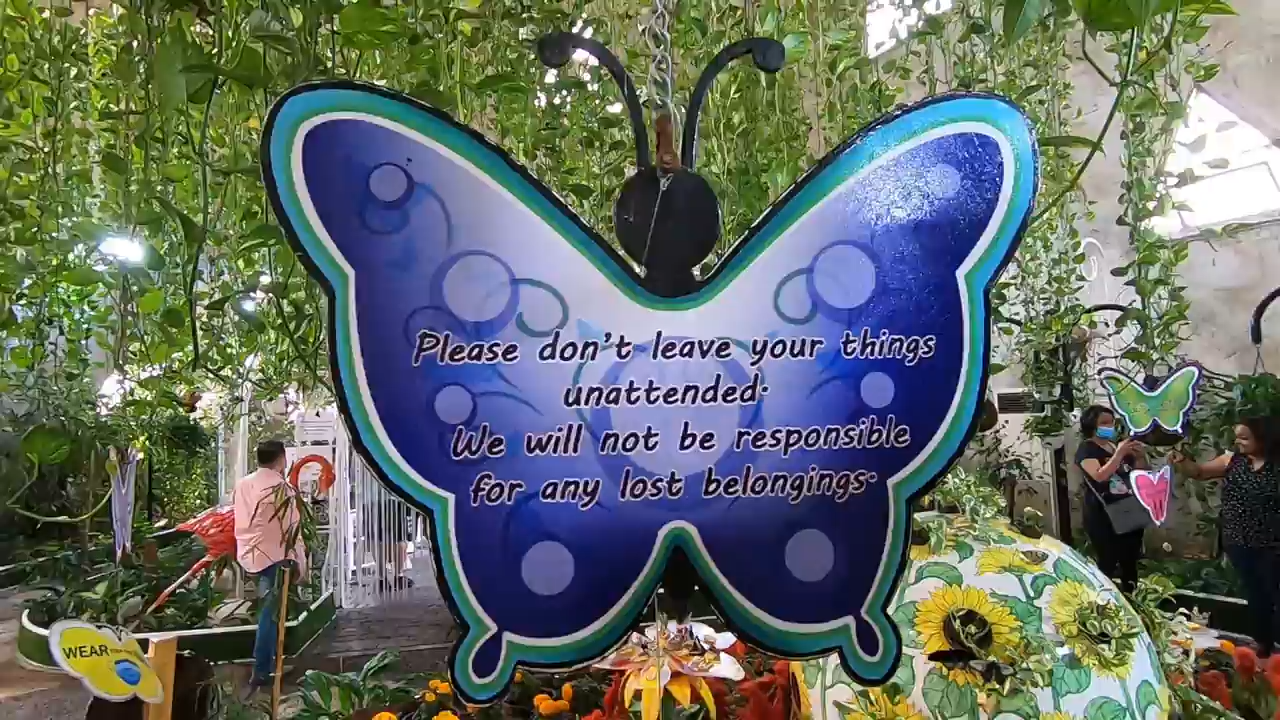 Please don't leave your things
unattended.
We will not be responsible
for any lost belongings.
WEAR